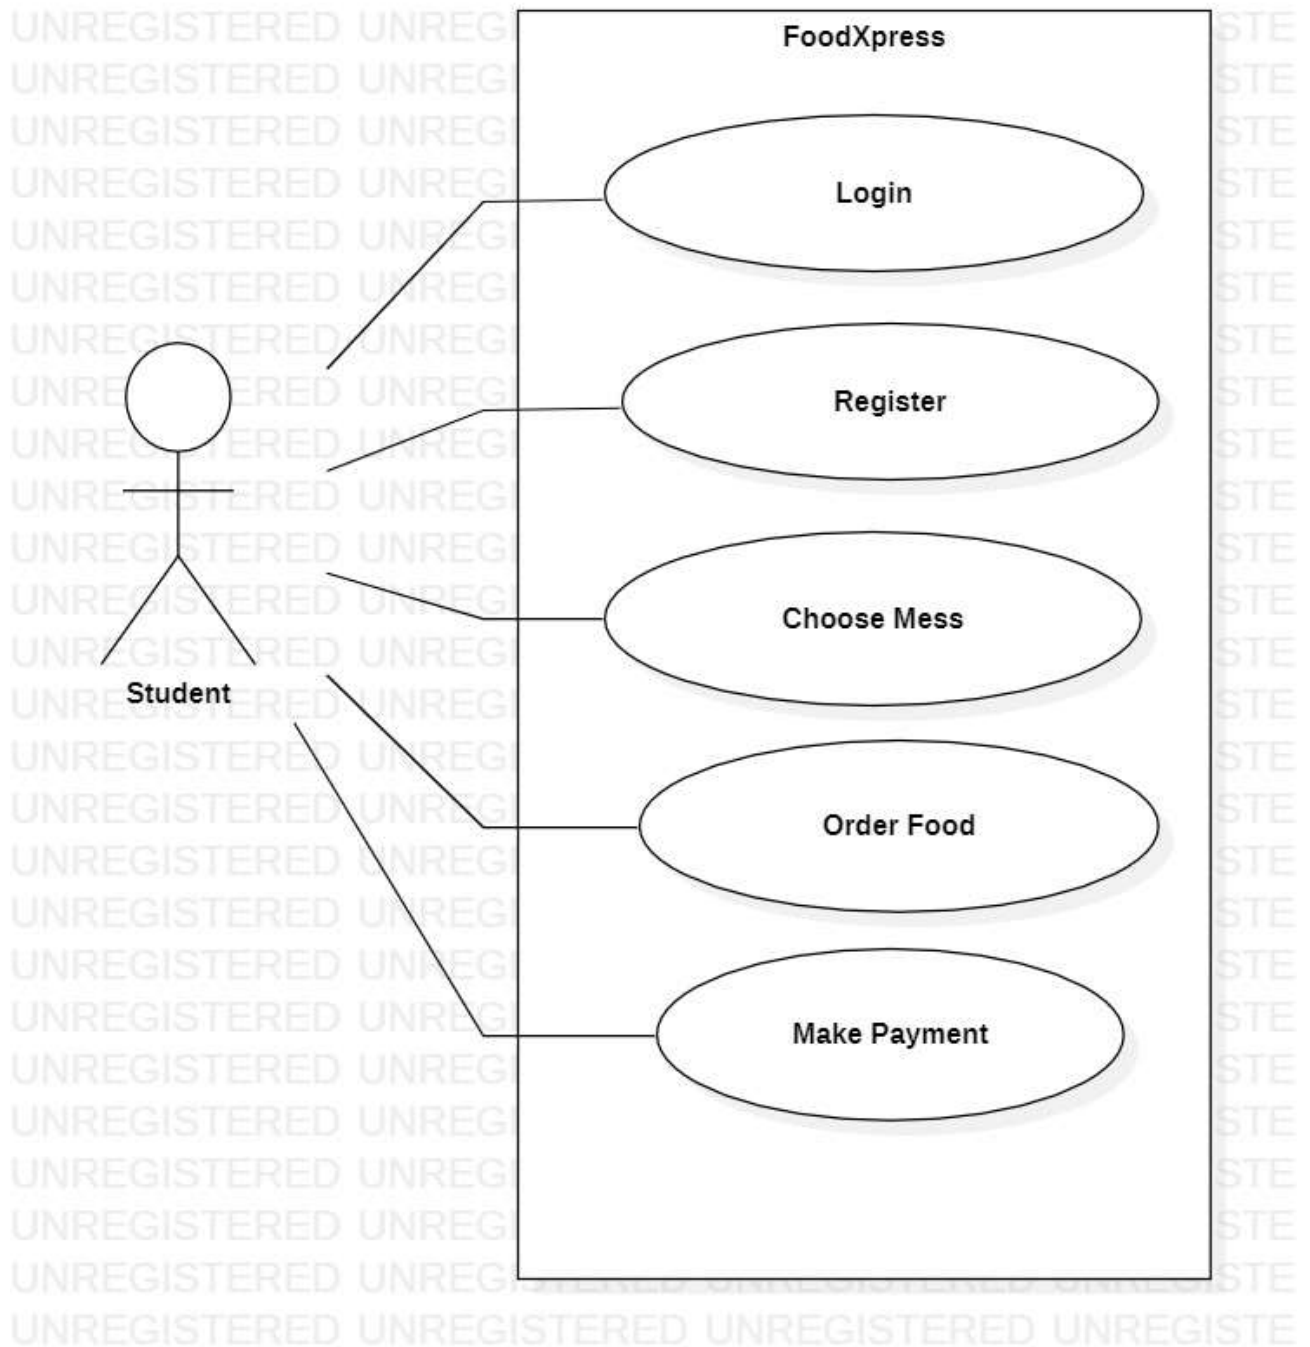 FoodXpress
Login
Register
Choose Mess
Order Food
Make Payment
Student
UNREGISTERED UNREGISTERED UNREGISTERED UNREGISTE